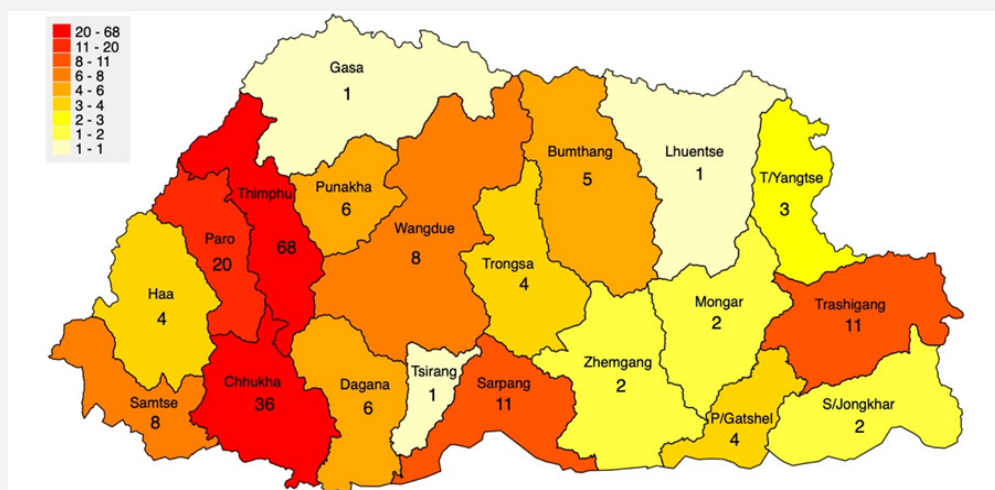 20 - 68
11 - 20
8 - 11
6 - 8
4 - 6
3 - 4
2 - 3
1 - 2
1 - 1
Gasa
1
Thimphu
68
Punakha
6
Wangdue
8
Bumthang
5
Lhuentse
1
T/Yangtse
3
Paro
20
Haa
4
Trongsa
4
Mongar
2
Trashigang
11
Samtse
8
Chhukha
36
Dagana
6
Tsirang
1
Sarpang
11
Zhemgang
2
P/Gatshel
4
S/Jongkhar
2